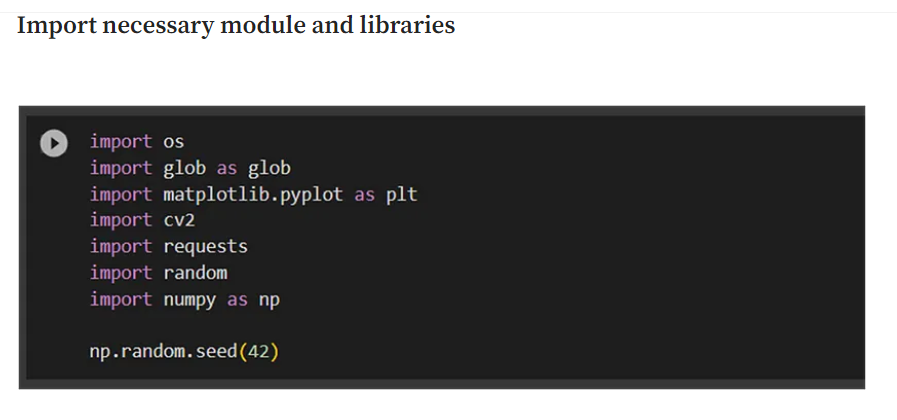 Import necessary module and libraries
import os
import glob as glob
import matplotlib.pyplot as plt
import cv2
import requests
import random
import numpy as np
np.random.seed(42)